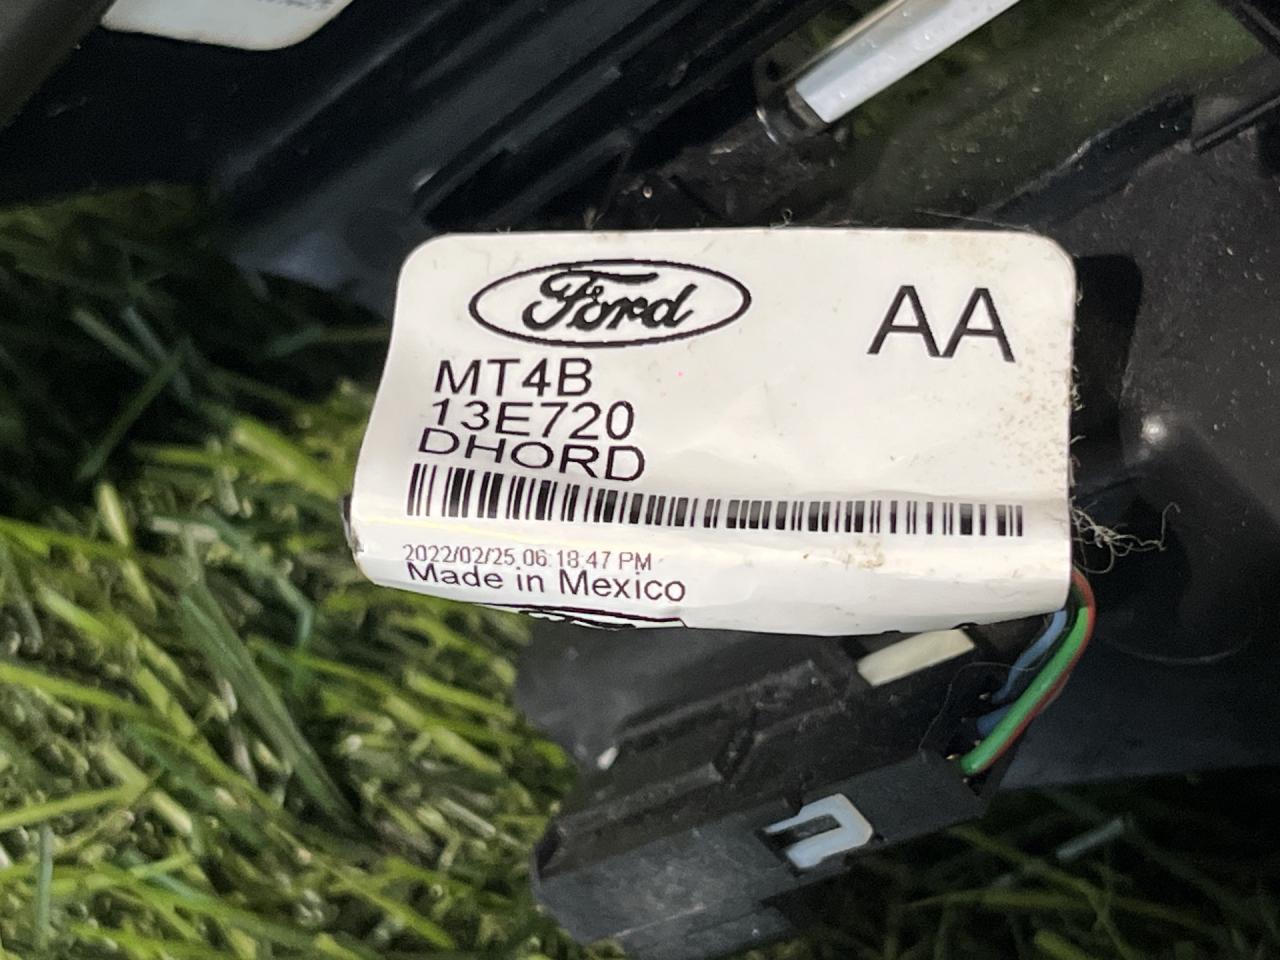 Ford
AA
MT4B
13E720
DHORD
2022/02/25 06:18:47 PM
Made in Mexico